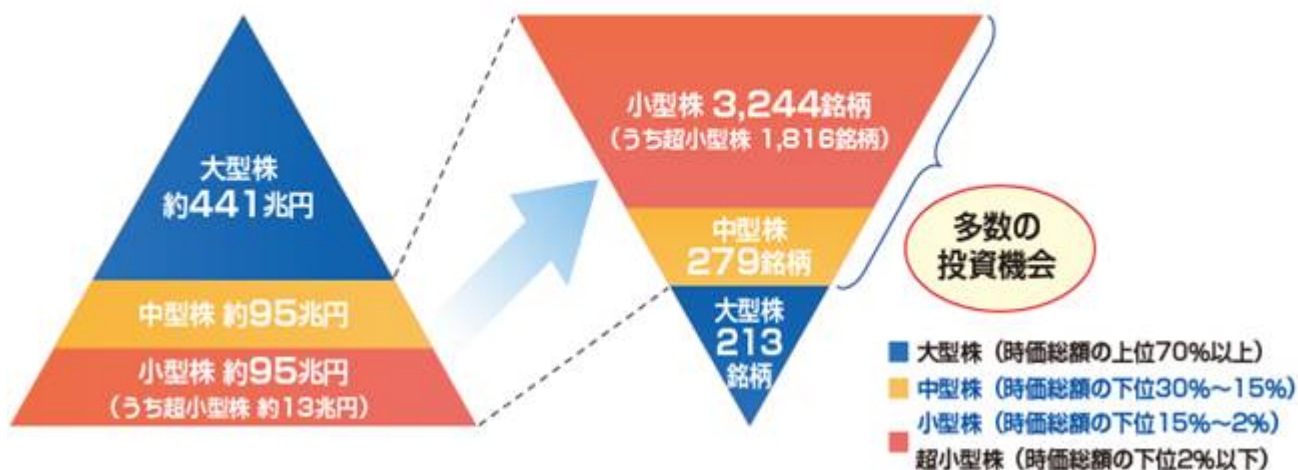 大型株
約441兆円
中型株 約95兆円
小型株 約95兆円
(うち超小型株 約13兆円)
小型株 3,244銘柄
(うち超小型株 1,816銘柄)
中型株
279銘柄
大型株
213
銘柄
多数の
投資機会
大型株(時価総額の上位70%以上)
中型株(時価総額の下位30%~15%)
小型株(時価総額の下位15%~2%)
超小型株(時価総額の下位2%以下)